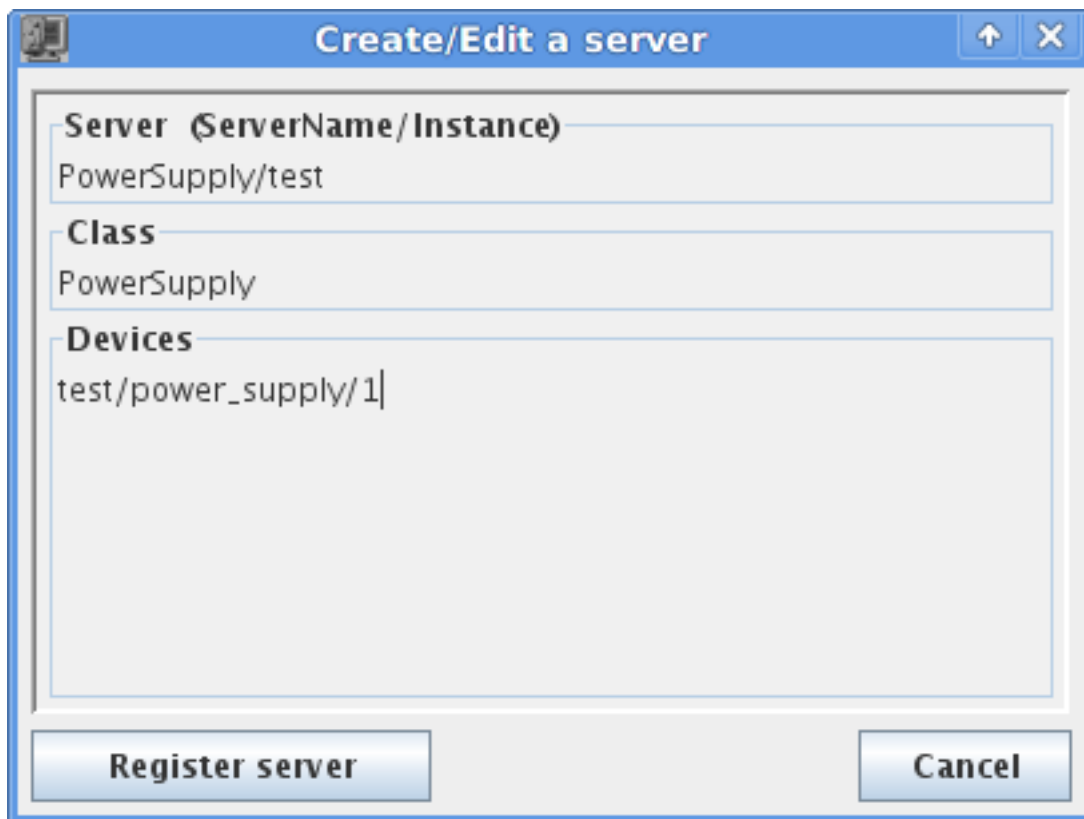 Create/Edit a server
Server (ServerName/Instance)
PowerSupply/test
Class
PowerSupply
Devices
test/power_supply/1
Register server
Cancel